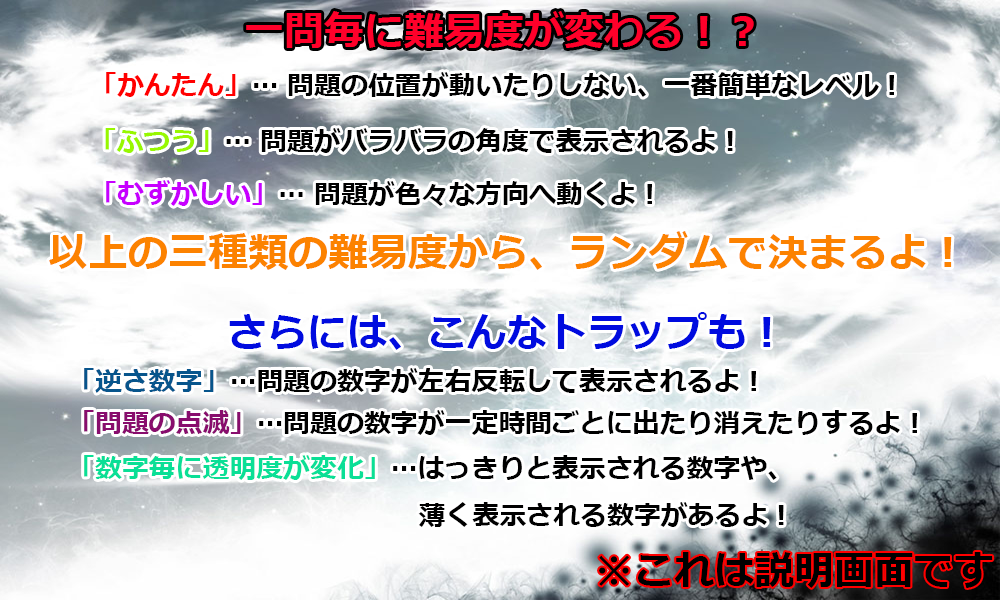 一問毎に難易度が変わる！？
「かんたん」… 問題の位置が動いたりしない、一番簡単なレベル！
「ふつう」… 問題がバラバラの角度で表示されるよ！
「むずかしい」… 問題が色々な方向へ動くよ！
以上の三種類の難易度から、ランダムで決まるよ！
さらには、こんなトラップも！
「逆さ数字」…問題の数字が左右反転して表示されるよ！
「問題の点滅」…問題の数字が一定時間ごとに出たり消えたりするよ！
「数字毎に透明度が変化」…はっきりと表示される数字や、
薄く表示される数字があるよ！
※これは説明画面です